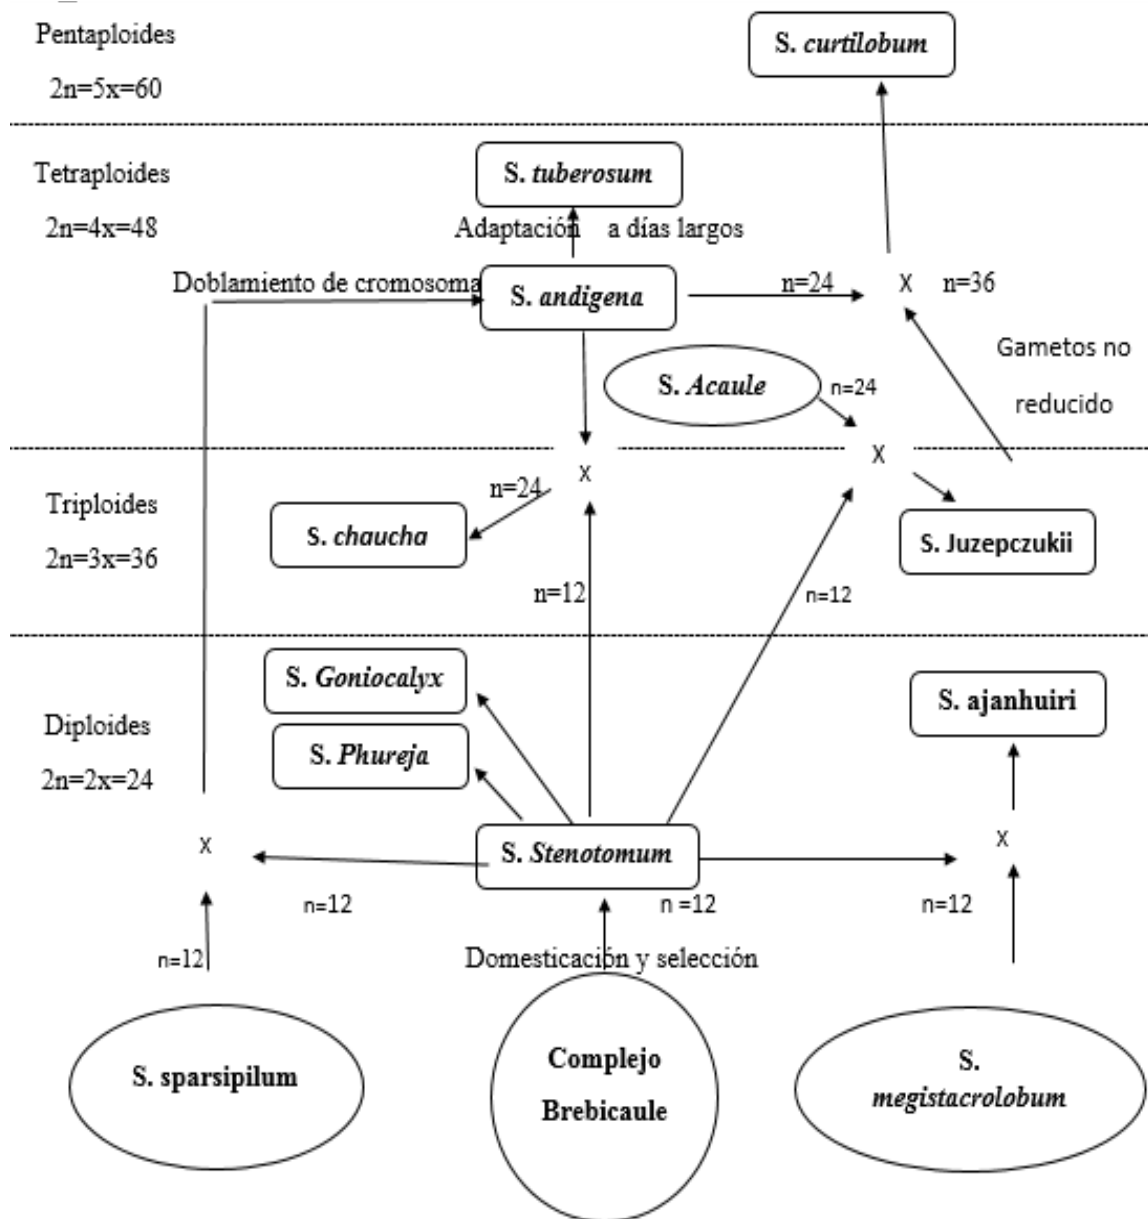 Pentaploides
2n=5x=60
S. curtilobum
Tetraploides
2n=4x=48
S. tuberosum
Adaptación a días largos
Doblamiento de cromosoma
S. andigena
n=24
X
n=36
Gametos no
reducido
S. Acaule
n=24
X
X
Triploides
2n=3x=36
n=24
S. chaucha
S. Juzepczukii
n=12
n=12
Diploides
2n=2x=24
S. Goniocalyx
S. Phureja
S. ajanhuiri
X
S. Stenotomum
X
n=12
n =12
n=12
n=12
Domesticación y selección
S. sparsipilum
Complejo
Brebicaule
S.
megistacrolobum